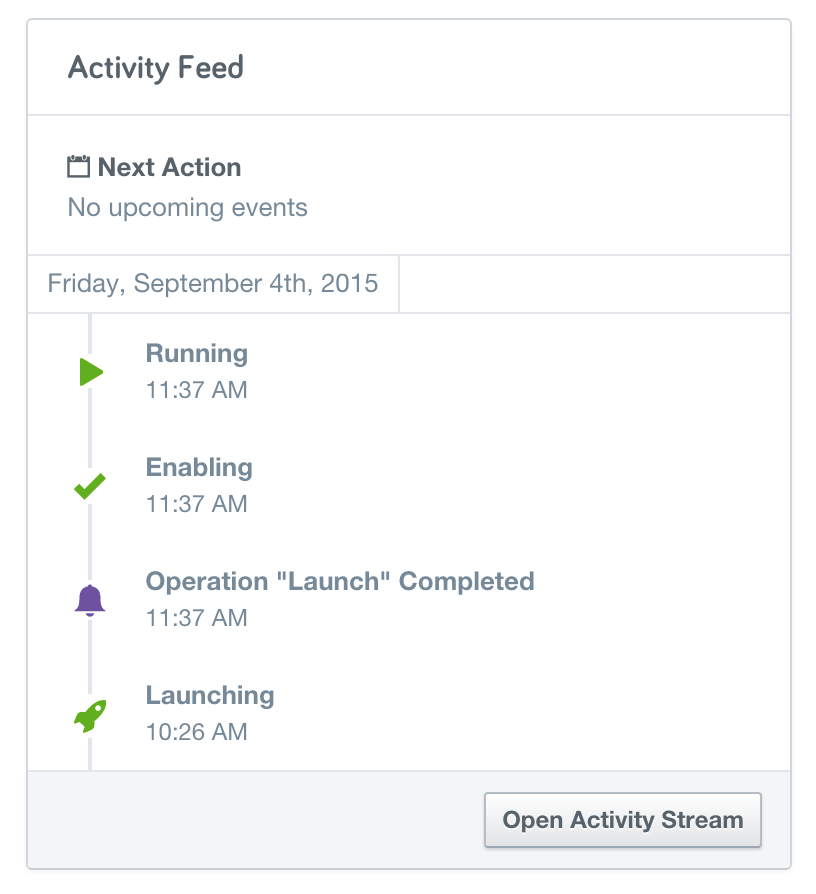 Activity Feed
Next Action
No upcoming events
Friday, September 4th, 2015
Running
11:37 AM
Enabling
11:37 AM
Operation "Launch" Completed
11:37 AM
Launching
10:26 AM
Open Activity Stream